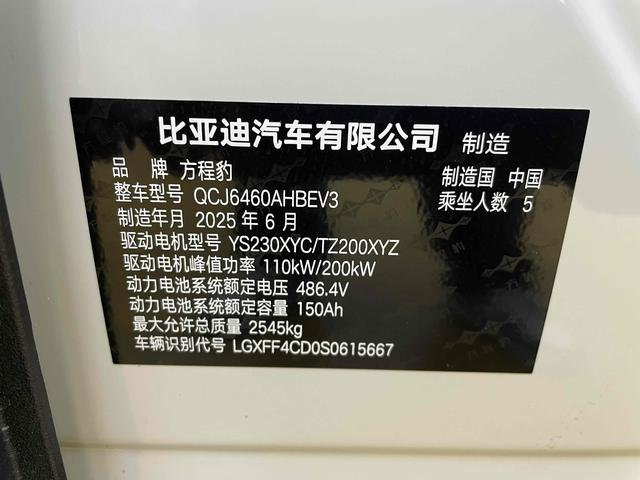 比亚迪汽车有限公司 制造
品 牌 方程豹 制造国 中国
整车型号 QCJ6460AHBEV3 乘坐人数 5
制造年月 2025 年 6 月
驱动电机型号 YS230XYC/TZ200XYZ
驱动电机峰值功率 110kW/200kW
动力电池系统额定电压 486.4V
动力电池系统额定容量 150Ah
最大允许总质量 2545kg
车辆识别代号 LGXFF4CD0S0615667